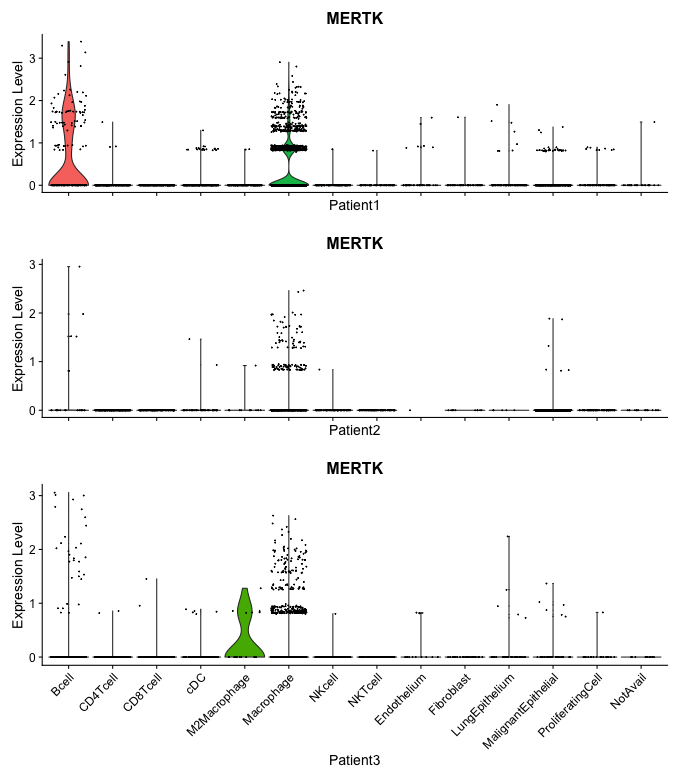 MERTK
Expression Level
3
2
1
0
Patient1
MERTK
Expression Level
3
2
1
0
Patient2
MERTK
Expression Level
3
2
1
0
Bcell
CD4Tcell
CD8Tcell
cDC
M2Macrophage
Macrophage
NKcell
NKTcell
Endothelium
Fibroblast
LungEpithelium
MalignantEpithelial
ProliferatingCell
NotAvail
Patient3